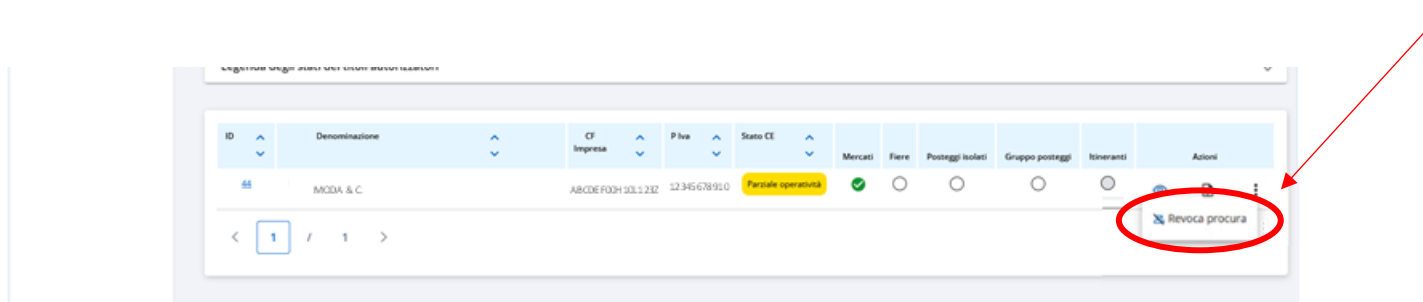 Legenda degli stati dei titoli autorizzatori
ID Denominazione CF Impresa P Iva Stato CE Mercati Fiere Posteggi isolati Gruppo posteggi Itineranti Azioni
44 MODA & C. ABCDEF00H10L123Z 12345678910 Parziale operatività
Revoca procura
< 1 / 1 >